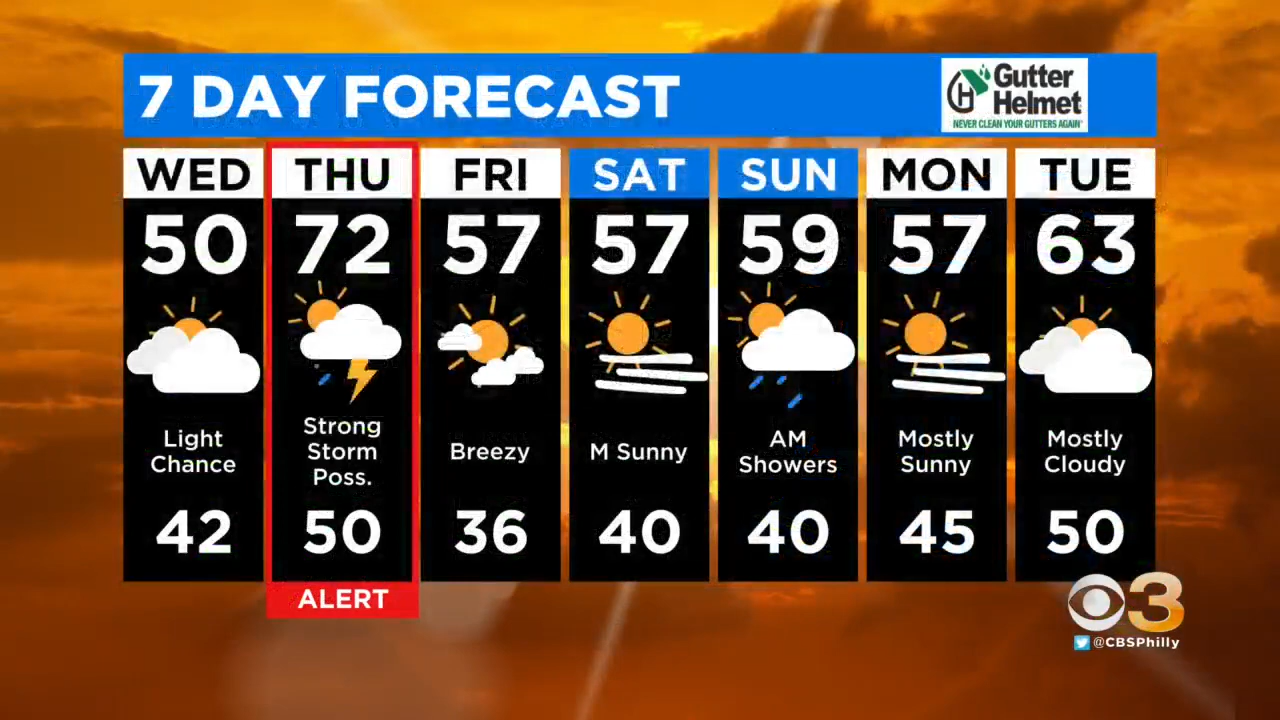 7 DAY FORECAST
Gutter
Helmet
NEVER CLEAN YOUR GUTTERS AGAIN
WED
50
Light
Chance
42
THU
72
Strong
Storm
Poss.
50
ALERT
FRI
57
Breezy
36
SAT
57
M Sunny
40
SUN
59
AM
Showers
40
MON
57
Mostly
Sunny
45
TUE
63
Mostly
Cloudy
50
3
@CBSPhilly